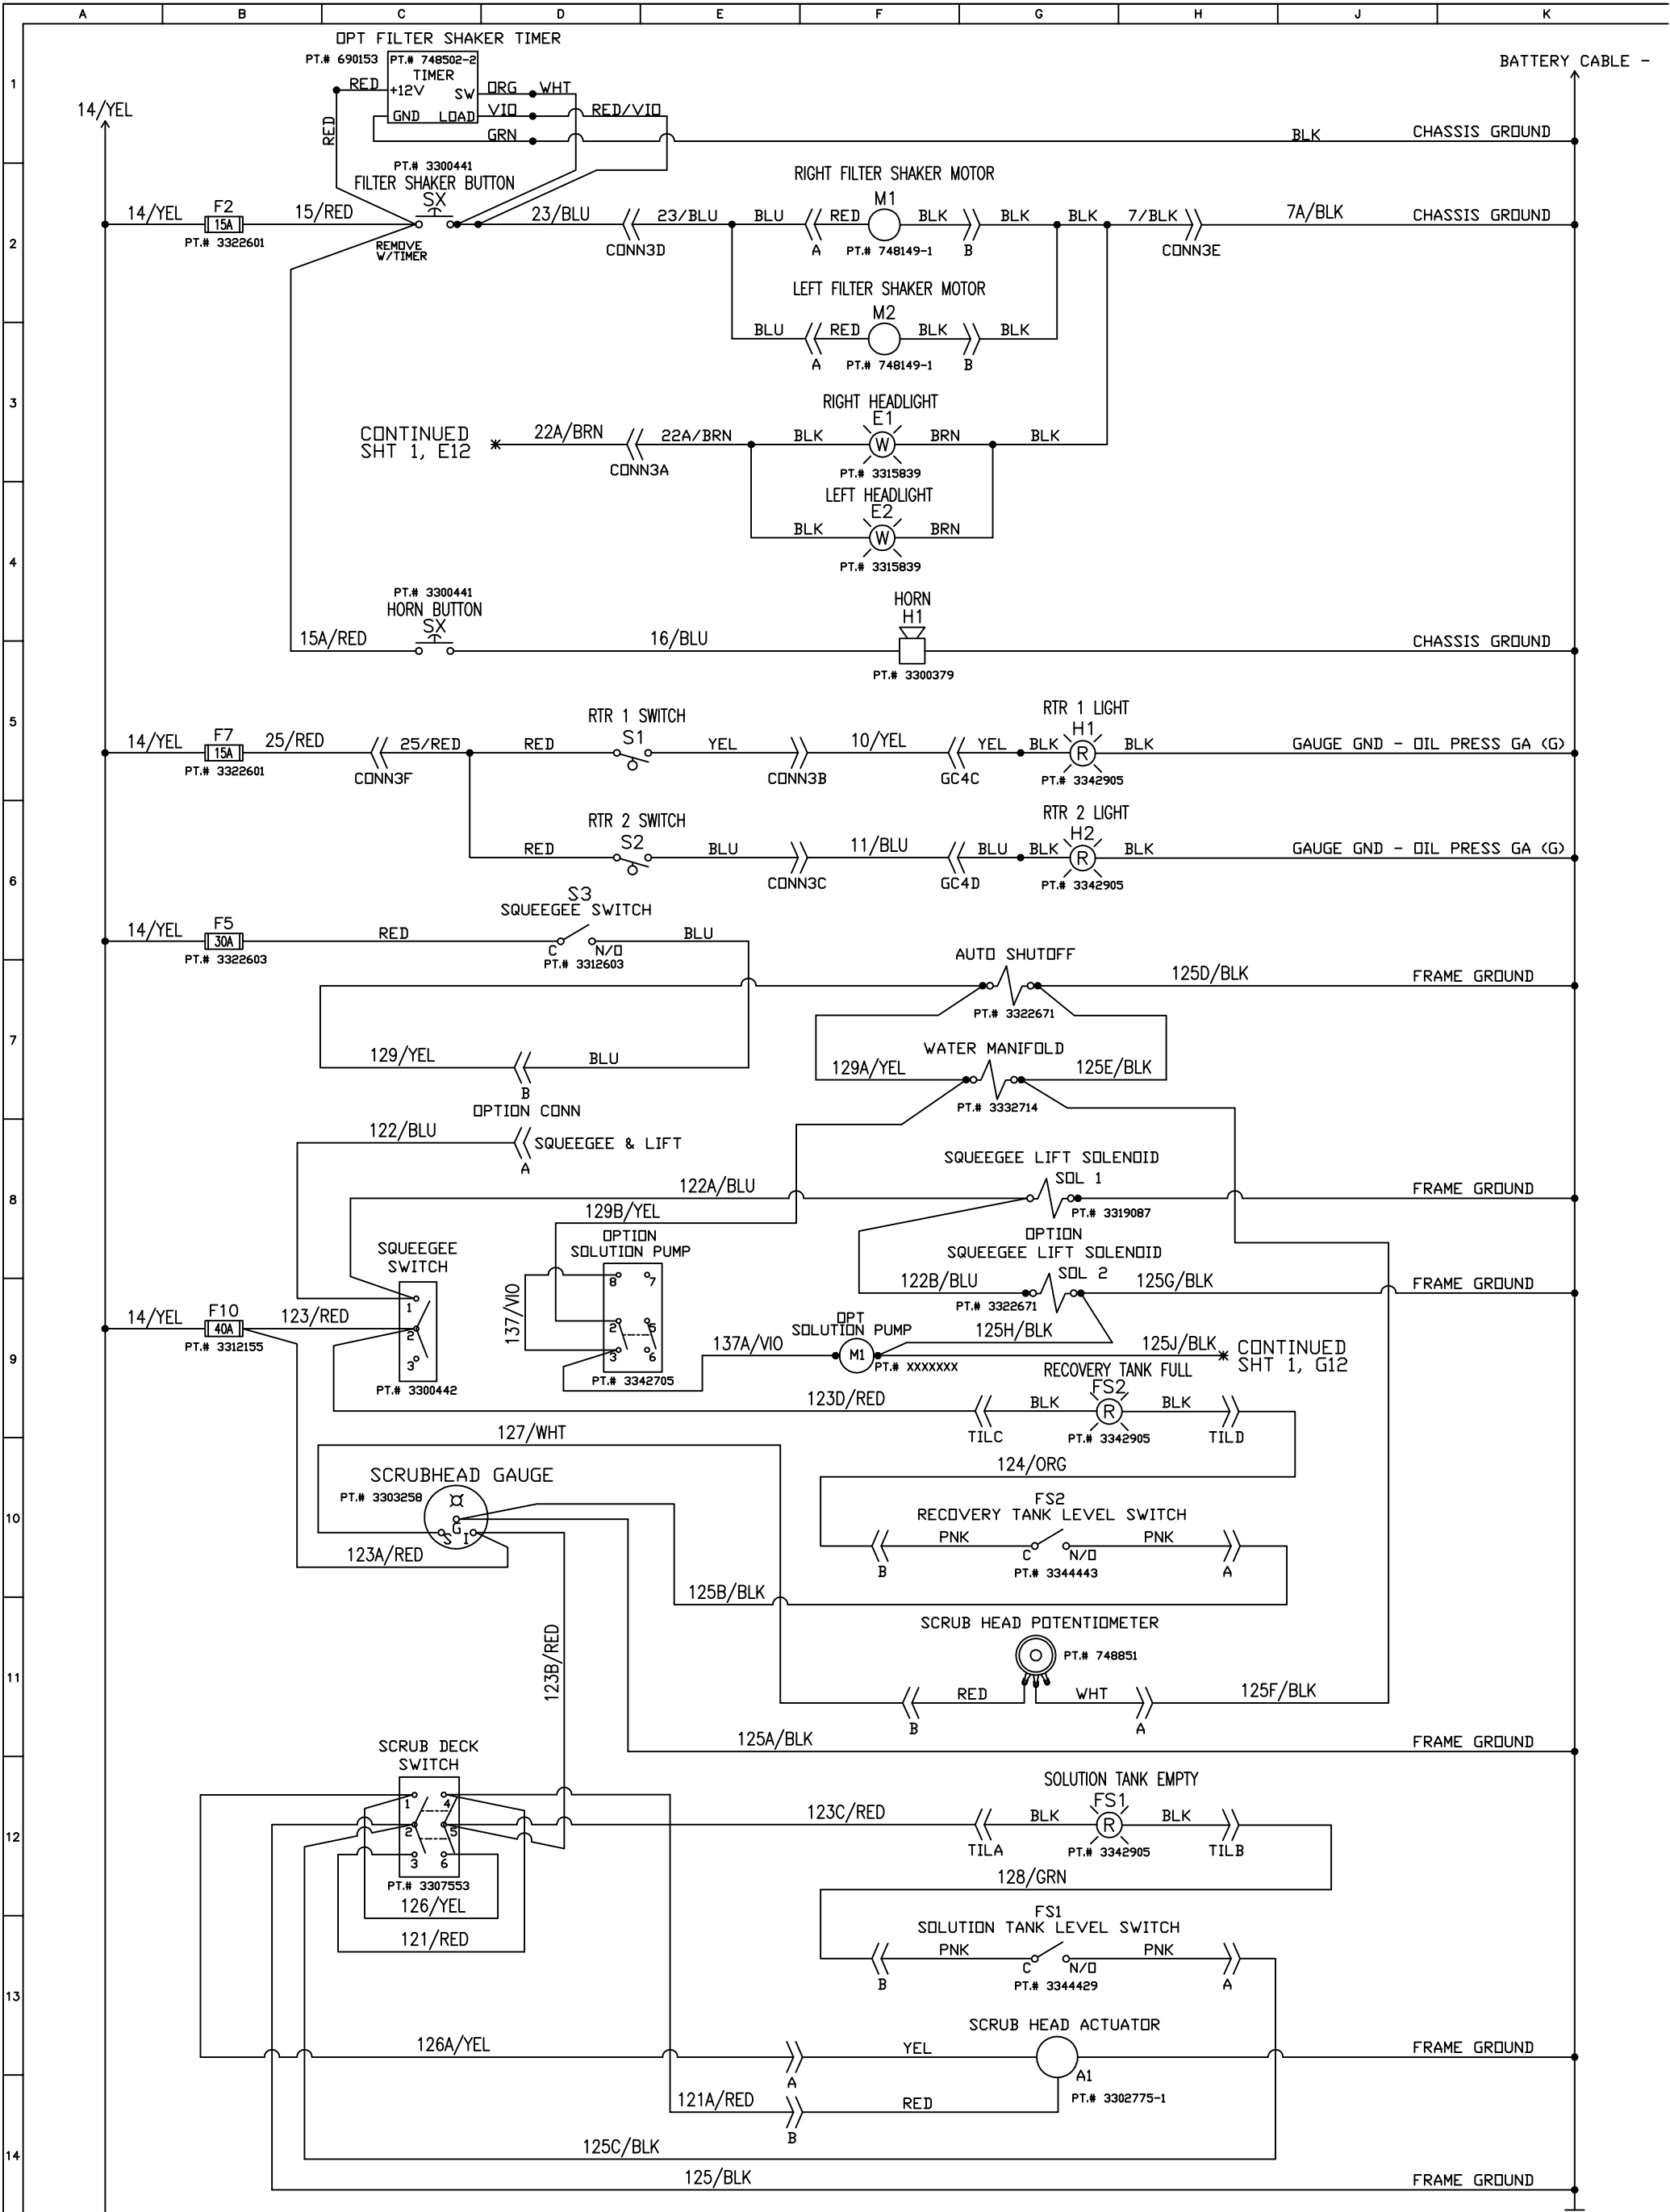 A B C D E F G H J K
OPT FILTER SHAKER TIMER
PT.# 690153
PT.# 748502-2
TIMER
BATTERY CABLE -
1
RED
+12V
SW
ORG
WHT
14/YEL
GND
LOAD
VIO
RED/VIO
RED
GRN
BLK
CHASSIS GROUND
PT.# 3300441
FILTER SHAKER BUTTON
SX
RIGHT FILTER SHAKER MOTOR
M1
14/YEL
F2
15A
PT.# 3322601
15/RED
REMOVE
W/TIMER
23/BLU
CONN3D
23/BLU
BLU
A
RED
PT.# 748149-1
BLK
B
BLK
BLK
7/BLK
CONN3E
7A/BLK
CHASSIS GROUND
2
LEFT FILTER SHAKER MOTOR
M2
BLU
A
RED
PT.# 748149-1
BLK
B
BLK
3
RIGHT HEADLIGHT
E1
CONTINUED
SHT 1, E12
22A/BRN
CONN3A
22A/BRN
BLK
W
BRN
BLK
PT.# 3315839
LEFT HEADLIGHT
E2
BLK
W
BRN
PT.# 3315839
4
PT.# 3300441
HORN BUTTON
SX
HORN
H1
15A/RED
16/BLU
PT.# 3300379
CHASSIS GROUND
5
RTR 1 SWITCH
S1
RTR 1 LIGHT
H1
14/YEL
F7
15A
PT.# 3322601
25/RED
CONN3F
25/RED
RED
YEL
CONN3B
10/YEL
GC4C
YEL
BLK
R
PT.# 3342905
BLK
GAUGE GND - OIL PRESS GA (G)
RTR 2 SWITCH
S2
RTR 2 LIGHT
H2
RED
BLU
CONN3C
11/BLU
GC4D
BLU
BLK
R
PT.# 3342905
BLK
GAUGE GND - OIL PRESS GA (G)
6
S3
SQUEEGEE SWITCH
14/YEL
F5
30A
PT.# 3322603
RED
C
N/O
PT.# 3312603
BLU
AUTO SHUTOFF
PT.# 3322671
125D/BLK
FRAME GROUND
7
129/YEL
B
BLU
WATER MANIFOLD
129A/YEL
125E/BLK
PT.# 3332714
OPTION CONN
122/BLU
A
SQUEEGEE & LIFT
8
SQUEEGEE LIFT SOLENOID
SOL 1
122A/BLU
PT.# 3319087
FRAME GROUND
129B/YEL
OPTION
SOLUTION PUMP
OPTION
SQUEEGEE LIFT SOLENOID
SOL 2
SQUEEGEE
SWITCH
1
2
3
PT.# 3300442
8
7
2
5
3
6
PT.# 3342705
137/VIO
122B/BLU
PT.# 3322671
125G/BLK
FRAME GROUND
14/YEL
F10
40A
PT.# 3312155
123/RED
9
OPT
SOLUTION PUMP
125H/BLK
137A/VIO
M1
PT.# XXXXXXX
125J/BLK
CONTINUED
SHT 1, G12
RECOVERY TANK FULL
FS2
123D/RED
TILC
BLK
R
PT.# 3342905
BLK
TILD
127/WHT
124/ORG
SCRUBHEAD GAUGE
PT.# 3303258
G
S
I
10
FS2
RECOVERY TANK LEVEL SWITCH
123A/RED
B
PNK
C
N/O
PT.# 3344443
PNK
A
125B/BLK
SCRUB HEAD POTENTIOMETER
PT.# 748851
123B/RED
11
B
RED
WHT
A
125F/BLK
125A/BLK
FRAME GROUND
SCRUB DECK
SWITCH
1
4
2
5
3
6
PT.# 3307553
12
SOLUTION TANK EMPTY
FS1
123C/RED
TILA
BLK
R
PT.# 3342905
BLK
TILB
126/YEL
128/GRN
121/RED
FS1
SOLUTION TANK LEVEL SWITCH
B
PNK
C
N/O
PT.# 3344429
PNK
A
13
SCRUB HEAD ACTUATOR
126A/YEL
A
YEL
A1
PT.# 3302775-1
FRAME GROUND
121A/RED
B
RED
14
125C/BLK
125/BLK
FRAME GROUND